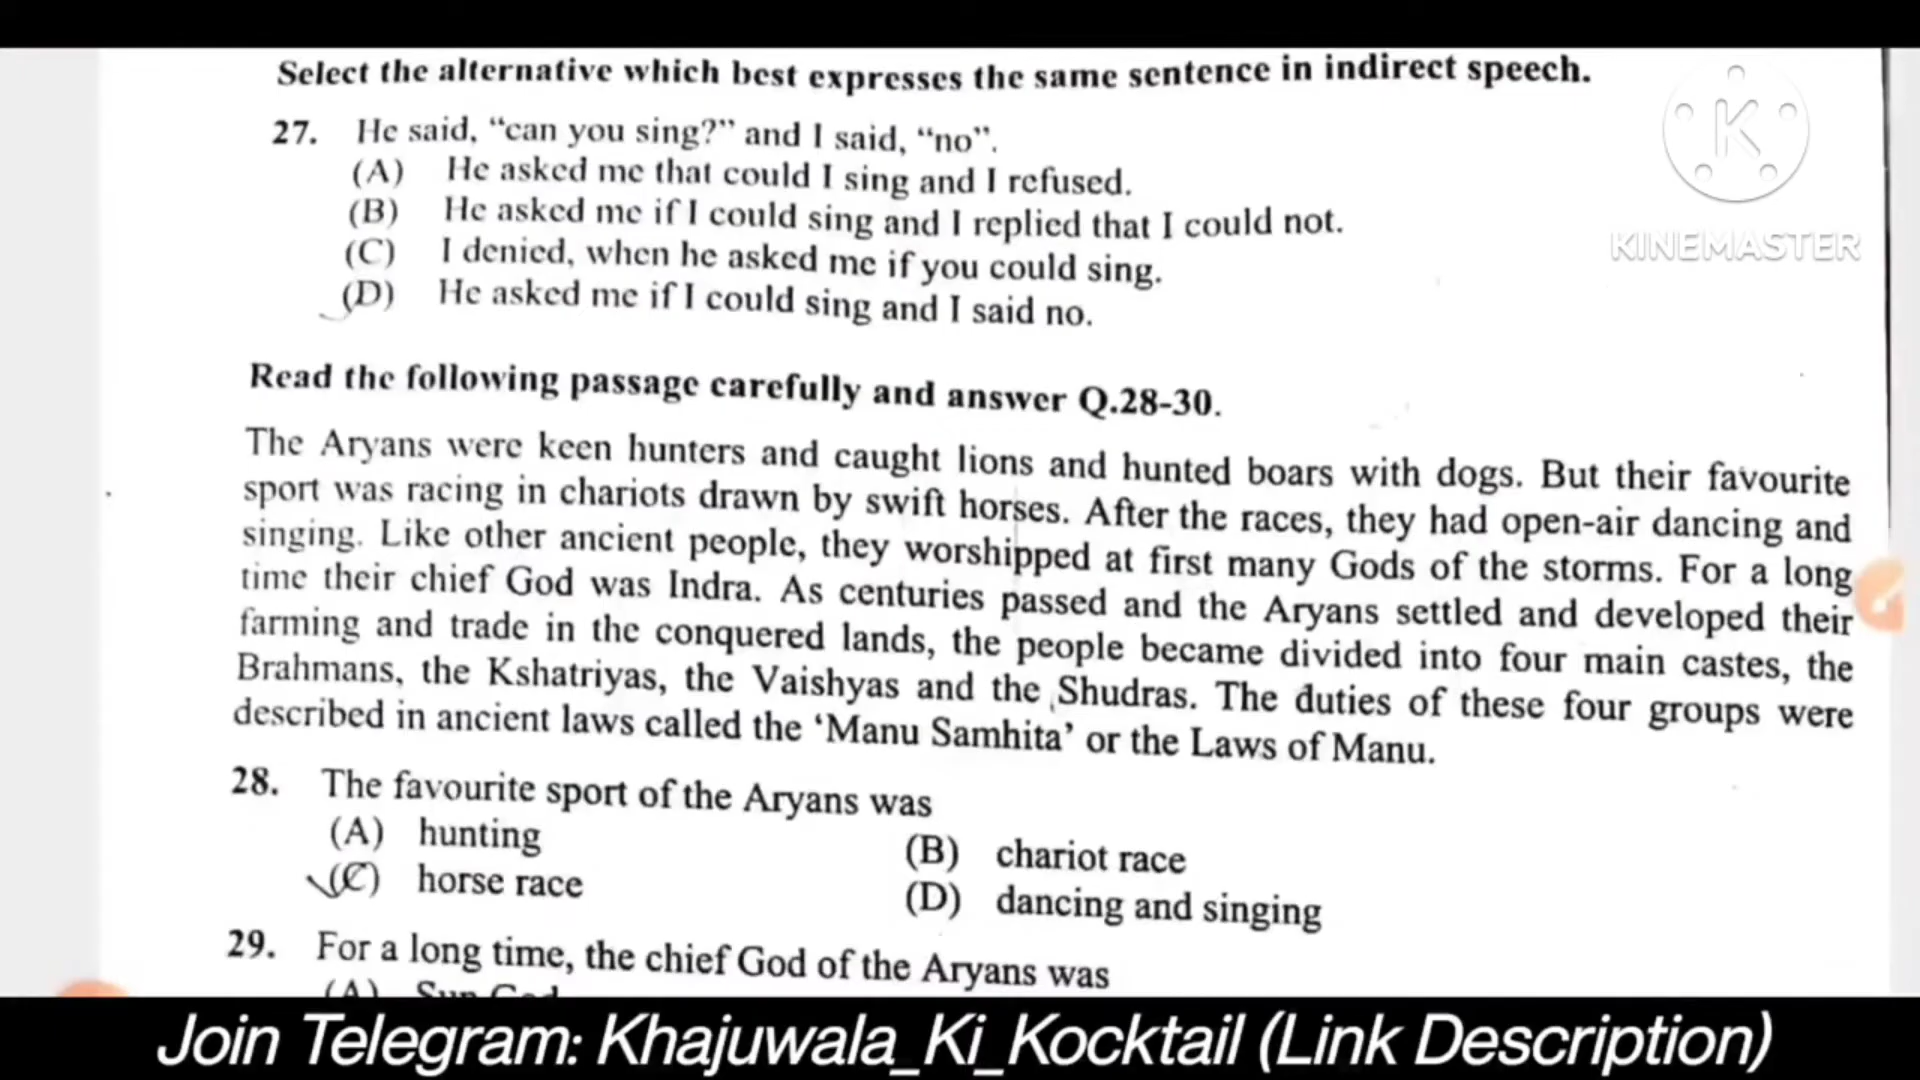 Select the alternative which best expresses the same sentence in indirect speech.
27. He said, “can you sing?” and I said, “no”.
(A) He asked me that could I sing and I refused.
(B) He asked me if I could sing and I replied that I could not.
(C) I denied, when he asked me if you could sing.
(D) He asked me if I could sing and I said no.
K
KINEMASTER
Read the following passage carefully and answer Q.28-30.
The Aryans were keen hunters and caught lions and hunted boars with dogs. But their favourite
sport was racing in chariots drawn by swift horses. After the races, they had open-air dancing and
singing. Like other ancient people, they worshipped at first many Gods of the storms. For a long
time their chief God was Indra. As centuries passed and the Aryans settled and developed their
farming and trade in the conquered lands, the people became divided into four main castes, the
Brahmans, the Kshatriyas, the Vaishyas and the Shudras. The duties of these four groups were
described in ancient laws called the ‘Manu Samhita’ or the Laws of Manu.
28. The favourite sport of the Aryans was
(A) hunting (B) chariot race
(C) horse race (D) dancing and singing
29. For a long time, the chief God of the Aryans was
(A) Sun God
Join Telegram: Khajuwala_Ki_Kocktail (Link Description)